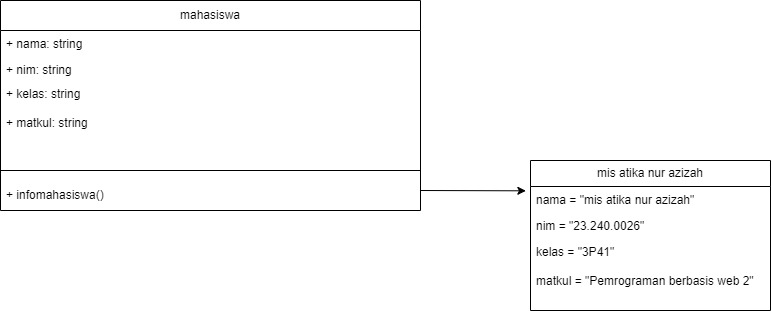 mahasiswa
+ nama: string
+ nim: string
+ kelas: string
+ matkul: string
+ infomahasiswa()
mis atika nur azizah
nama = "mis atika nur azizah"
nim = "23.240.0026"
kelas = "3P41"
matkul = "Pemrograman berbasis web 2"